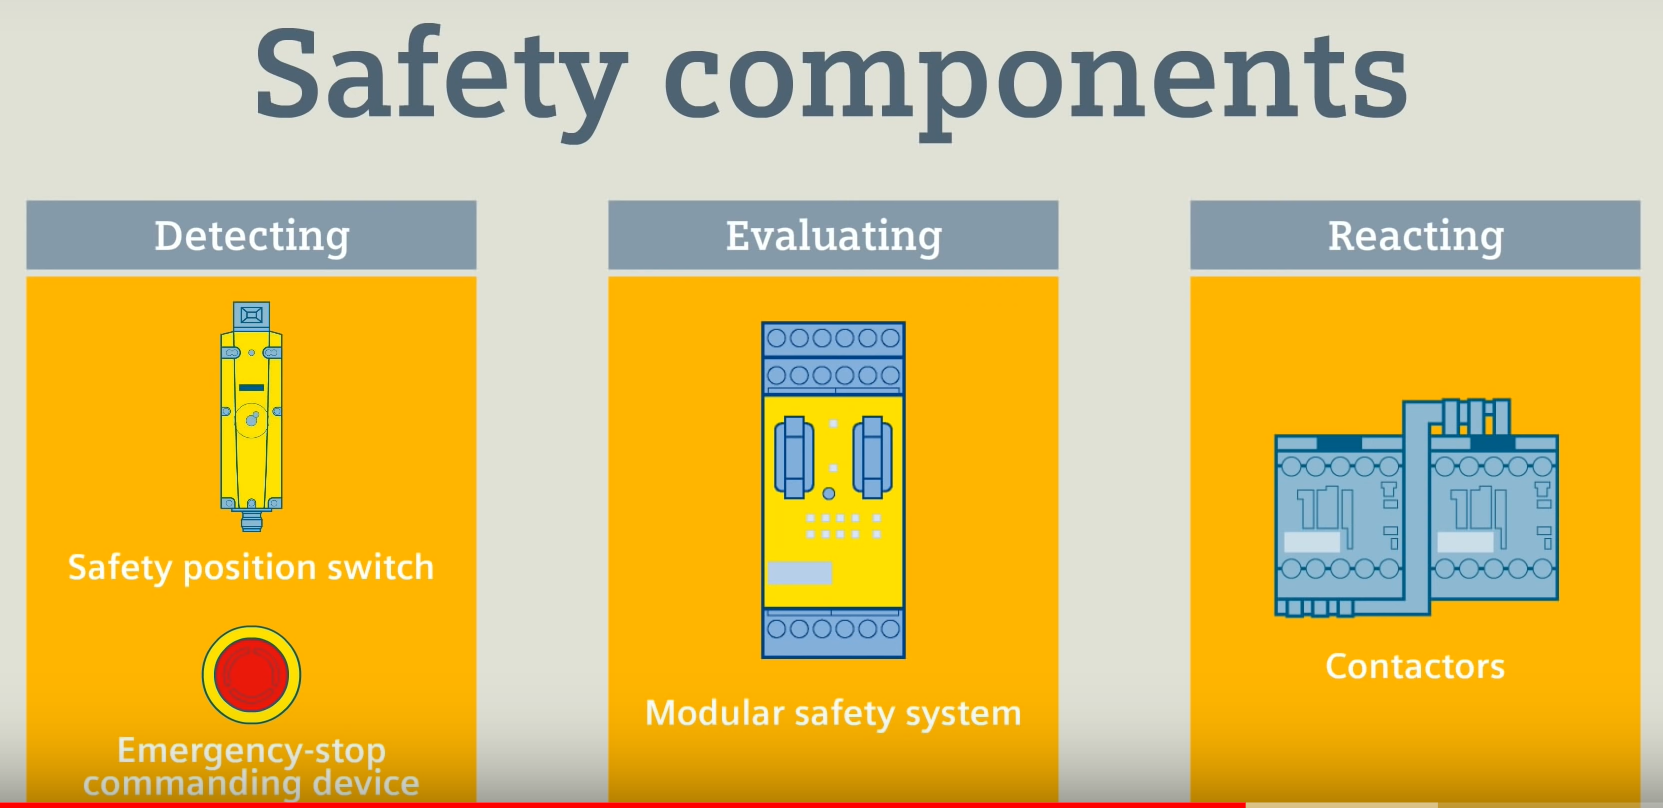 Safety components
Detecting
Safety position switch
Emergency-stop
commanding device
Evaluating
Modular safety system
Reacting
Contactors